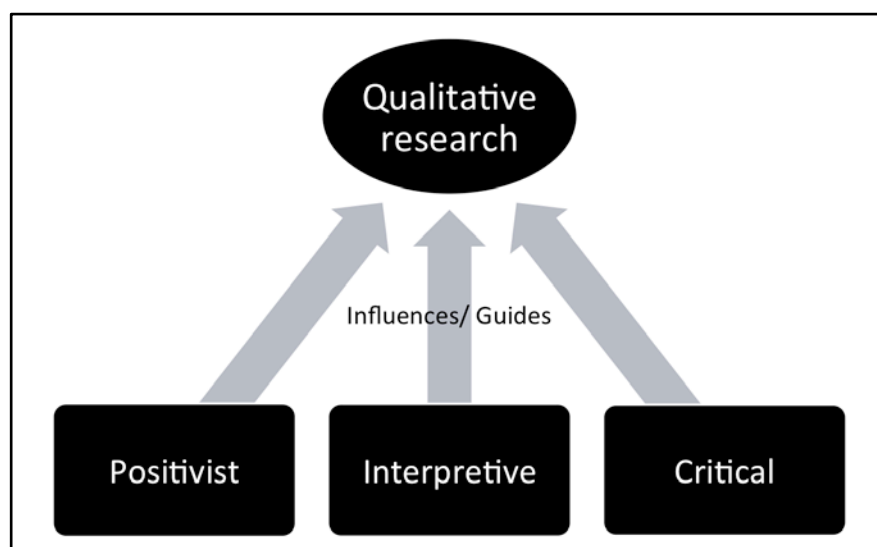 Qualitative
research
Influences/ Guides
Positivist
Interpretive
Critical